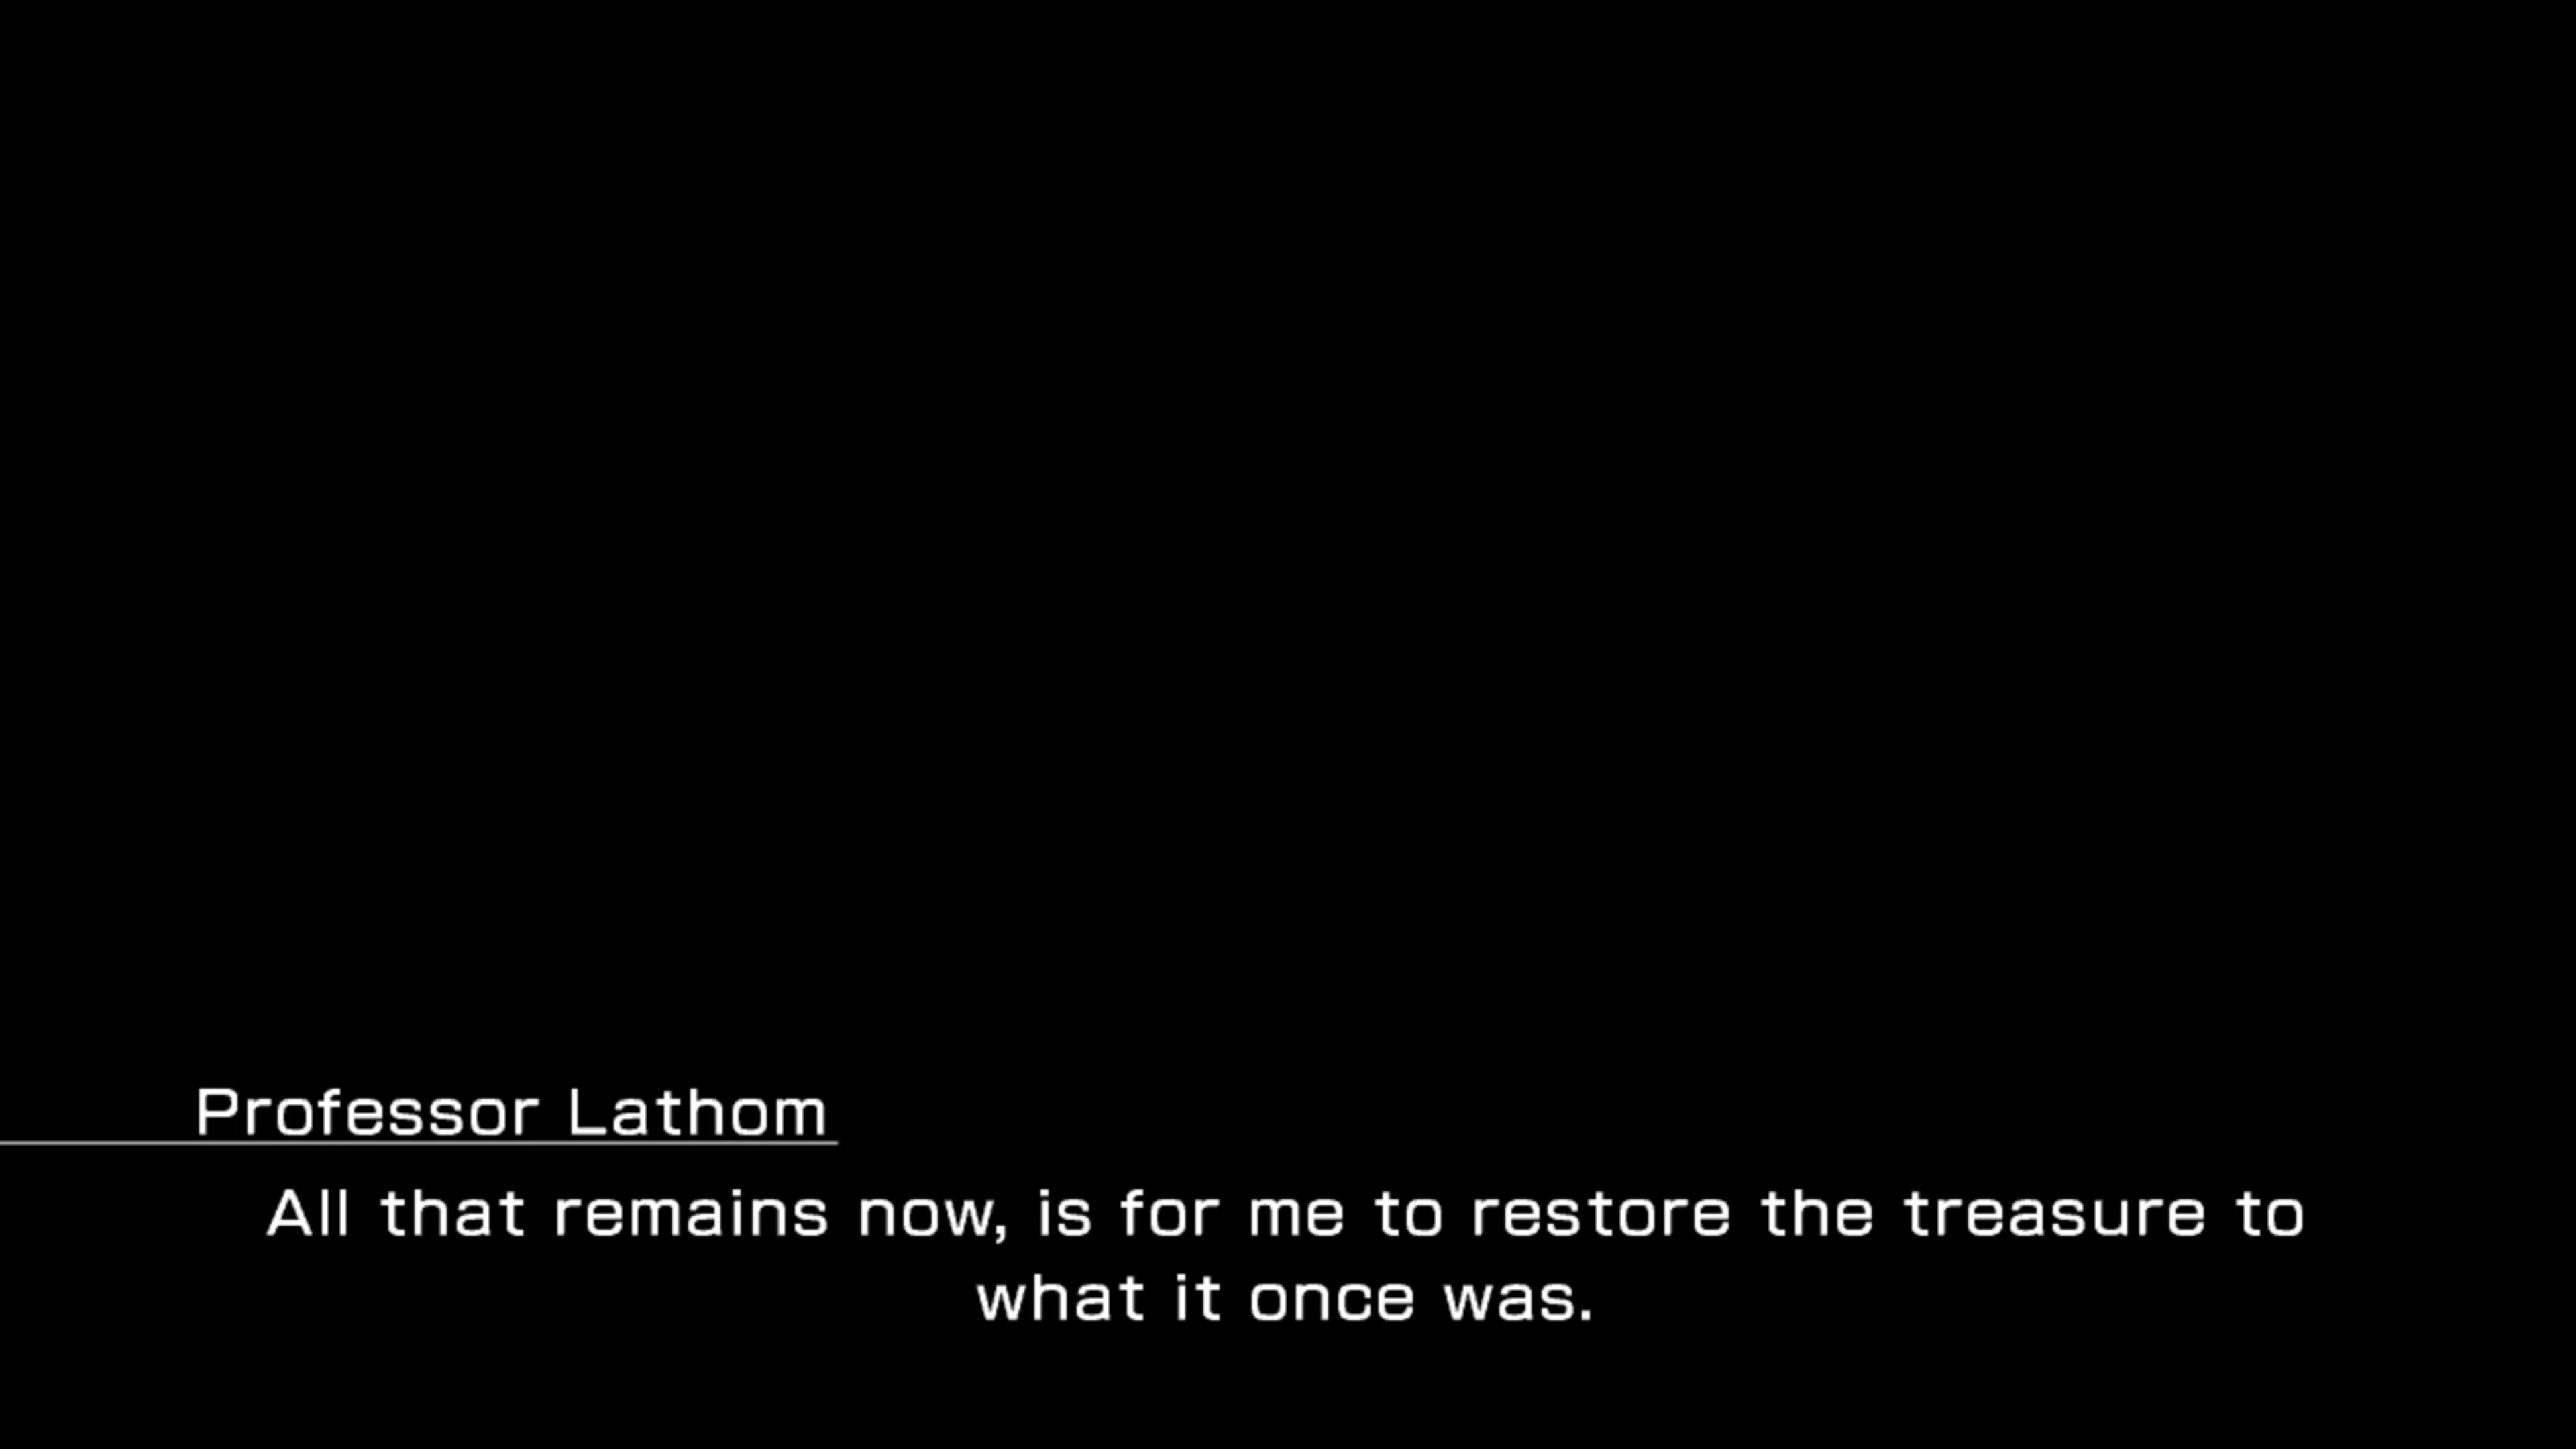 Professor Lathom
All that remains now, is for me to restore the treasure to
what it once was.